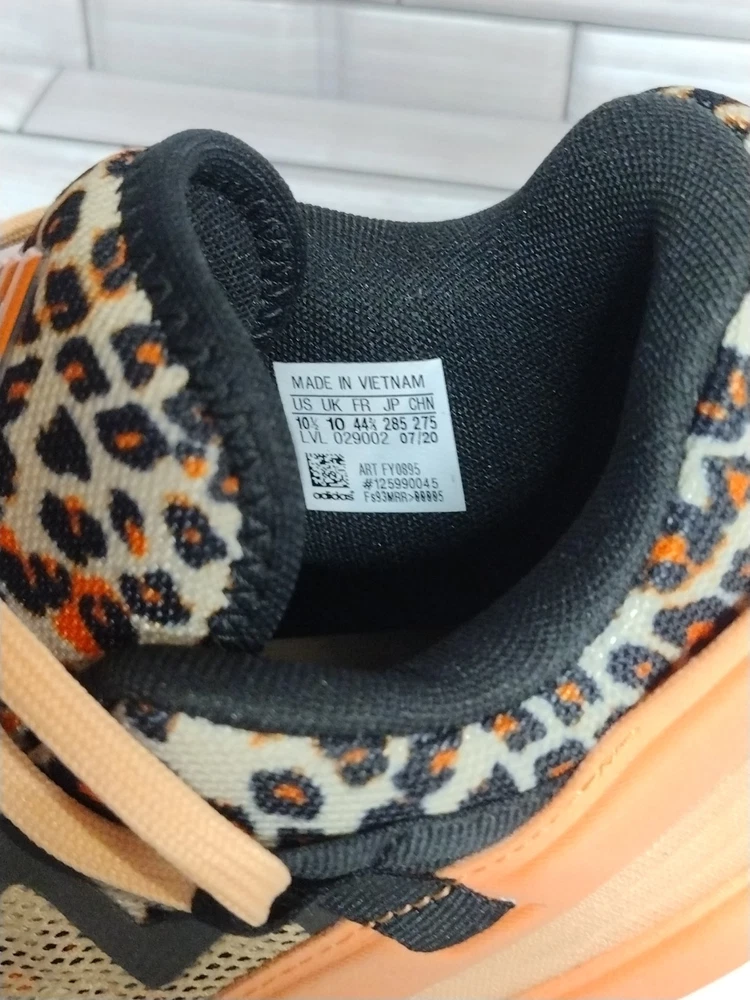 MADE IN VIETNAM
US UK FR JP CHN
10½ 10 44⅔ 285 275
LVL 029002 07/20
ART FY0895
#125990045
adidas